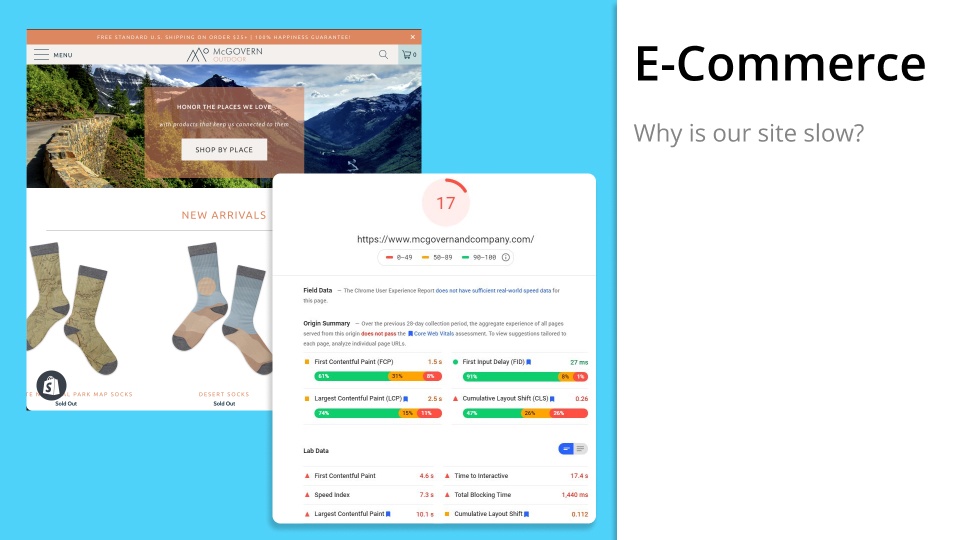 FREE STANDARD U.S. SHIPPING ON ORDER $35+ | 100% HAPPINESS GUARANTEE!
MENU
McGOVERN
OUTDOOR
0
HONOR THE PLACES WE LOVE
with products that keep us connected to them
SHOP BY PLACE
NEW ARRIVALS
PARK MAP SOCKS
Sold Out
DESERT SOCKS
Sold Out
17
https://www.mcgovernandcompany.com/
0–49 50–89 90–100
Field Data — The Chrome User Experience Report does not have sufficient real-world speed data for
this page.
Origin Summary — Over the previous 28-day collection period, the aggregate experience of all pages
served from this origin does not pass the Core Web Vitals assessment. To view suggestions tailored to
each page, analyze individual page URLs.
First Contentful Paint (FCP) 1.5 s
61% 31% 8%
First Input Delay (FID) 27 ms
91% 8% 1%
Largest Contentful Paint (LCP) 2.5 s
74% 15% 11%
Cumulative Layout Shift (CLS) 0.26
47% 26% 26%
Lab Data
First Contentful Paint 4.6 s
Time to Interactive 17.4 s
Speed Index 7.3 s
Total Blocking Time 1,440 ms
Largest Contentful Paint 10.1 s
Cumulative Layout Shift 0.112
E-Commerce
Why is our site slow?